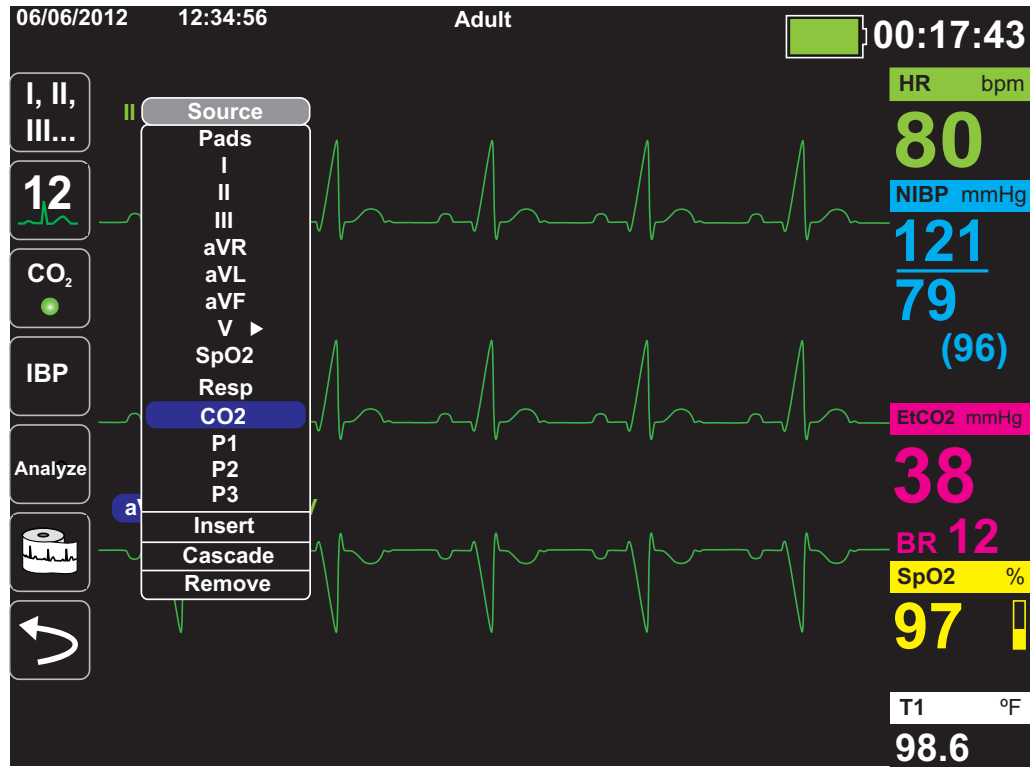 06/06/2012 12:34:56 Adult 00:17:43
I, II,
III...
12
CO2
IBP
Analyze
II
Source
Pads
I
II
III
aVR
aVL
aVF
V
SpO2
Resp
CO2
P1
P2
P3
Insert
Cascade
Remove
HR bpm
80
NIBP mmHg
121
79
(96)
EtCO2 mmHg
38
BR 12
SpO2 %
97
T1 ºF
98.6